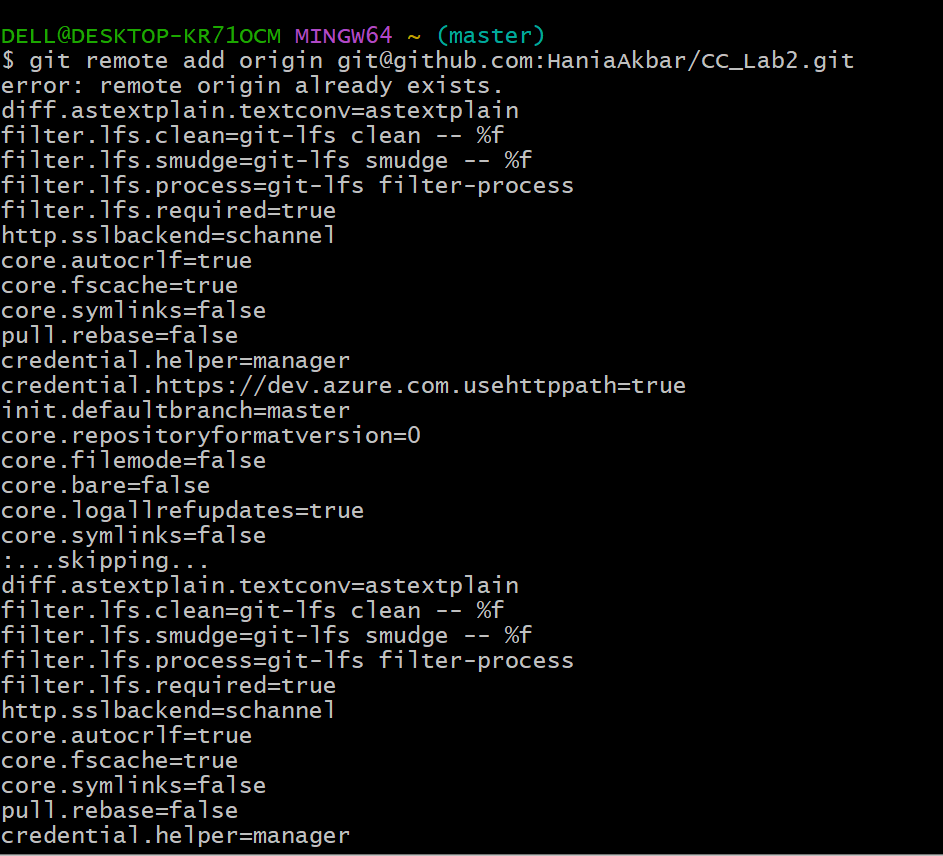 DELL@DESKTOP-KR71OCM MINGW64 ~ (master)
$ git remote add origin git@github.com:HaniaAkbar/CC_Lab2.git
error: remote origin already exists.
diff.astextplain.textconv=astextplain
filter.lfs.clean=git-lfs clean -- %f
filter.lfs.smudge=git-lfs smudge -- %f
filter.lfs.process=git-lfs filter-process
filter.lfs.required=true
http.sslbackend=schannel
core.autocrlf=true
core.fscache=true
core.symlinks=false
pull.rebase=false
credential.helper=manager
credential.https://dev.azure.com.usehttppath=true
init.defaultbranch=master
core.repositoryformatversion=0
core.filemode=false
core.bare=false
core.logallrefupdates=true
core.symlinks=false
:...skipping...
diff.astextplain.textconv=astextplain
filter.lfs.clean=git-lfs clean -- %f
filter.lfs.smudge=git-lfs smudge -- %f
filter.lfs.process=git-lfs filter-process
filter.lfs.required=true
http.sslbackend=schannel
core.autocrlf=true
core.fscache=true
core.symlinks=false
pull.rebase=false
credential.helper=manager